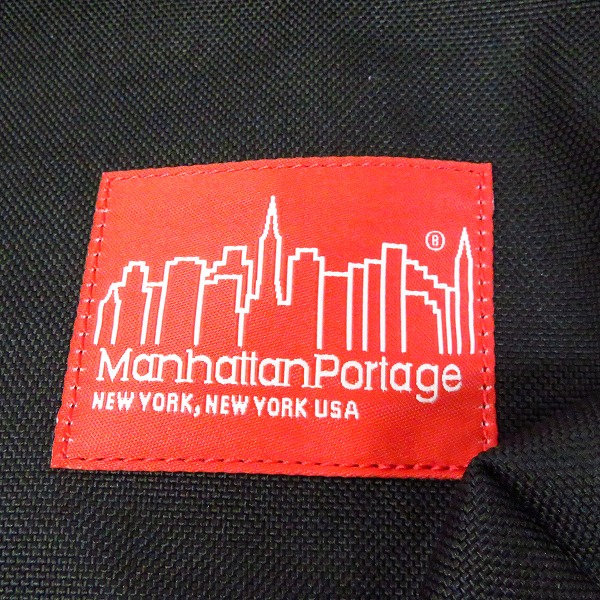 ®
ManhattanPortage
NEW YORK, NEW YORK USA